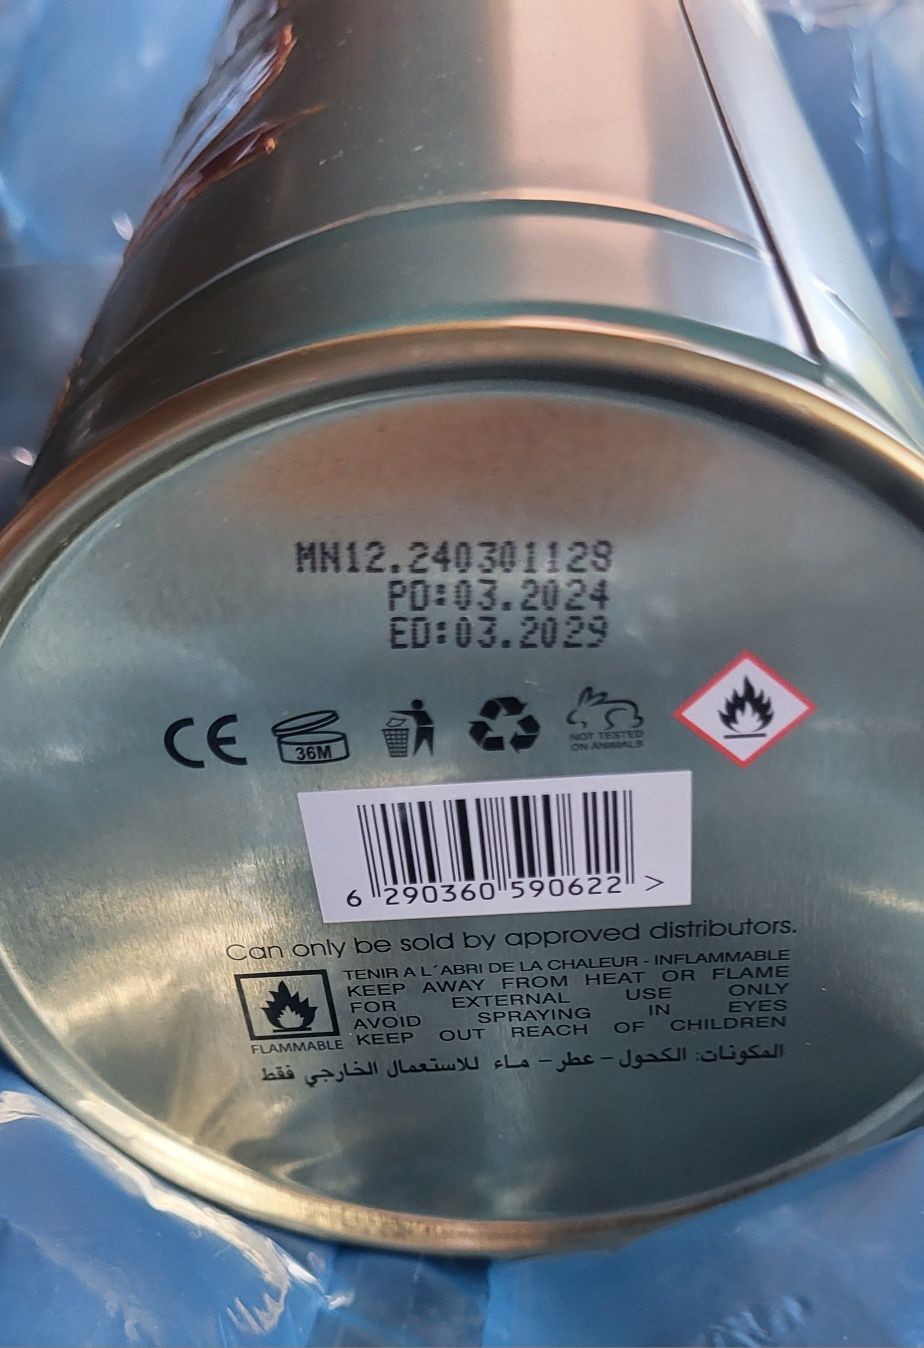 MN12.240301128
PD:03.2024
ED:03.2029
CE
36M
NOT TESTED
ON ANIMALS
6 290360 590622 >
Can only be sold by approved distributors.
TENIR A L´ABRI DE LA CHALEUR - INFLAMMABLE
KEEP AWAY FROM HEAT OR FLAME
FOR EXTERNAL USE ONLY
AVOID SPRAYING IN EYES
KEEP OUT REACH OF CHILDREN
FLAMMABLE
المكونات: الكحول – عطر – ماء للاستعمال الخارجي فقط